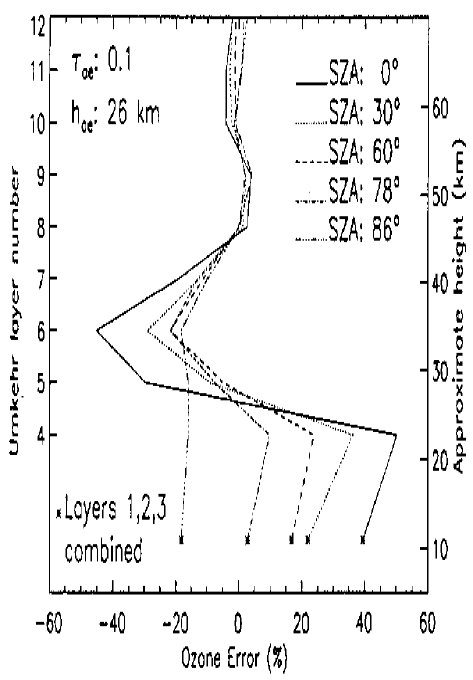 τae: 0.1
hae: 26 km
SZA: 0°
SZA: 30°
SZA: 60°
SZA: 78°
SZA: 86°
12
11
10
9
8
7
6
5
4
Umkehr layer number
60
50
40
30
20
10
Approximate height (km)
*Layers 1,2,3
combined
-60
-40
-20
0
20
40
60
Ozone Error (%)